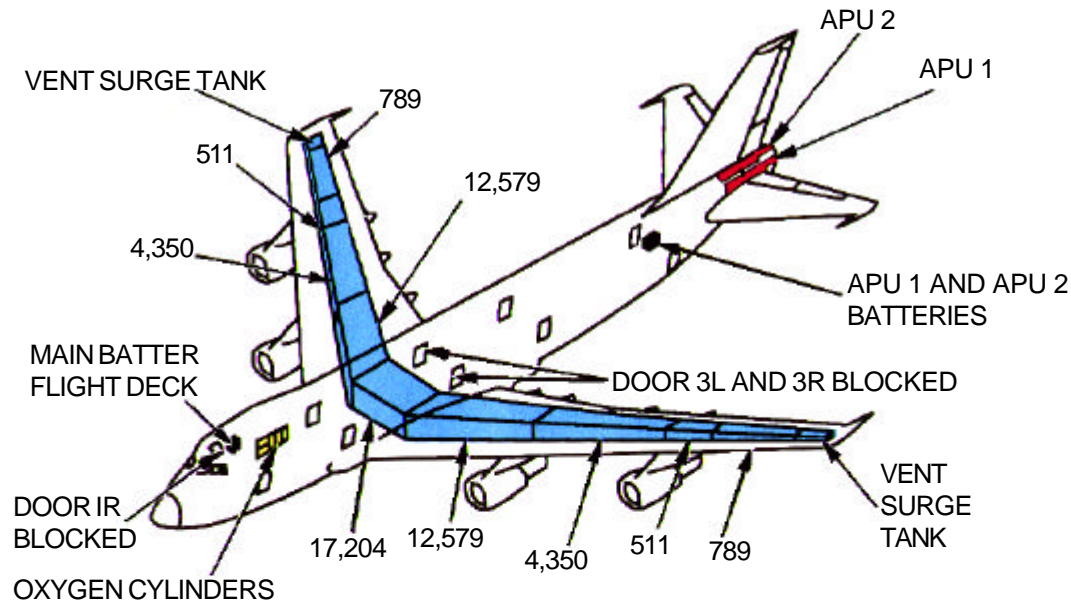 APU 2
APU 1
VENT SURGE TANK
789
511
12,579
4,350
APU 1 AND APU 2
BATTERIES
MAIN BATTER
FLIGHT DECK
DOOR 3L AND 3R BLOCKED
DOOR IR
BLOCKED
OXYGEN CYLINDERS
17,204
12,579
4,350
511
789
VENT
SURGE
TANK